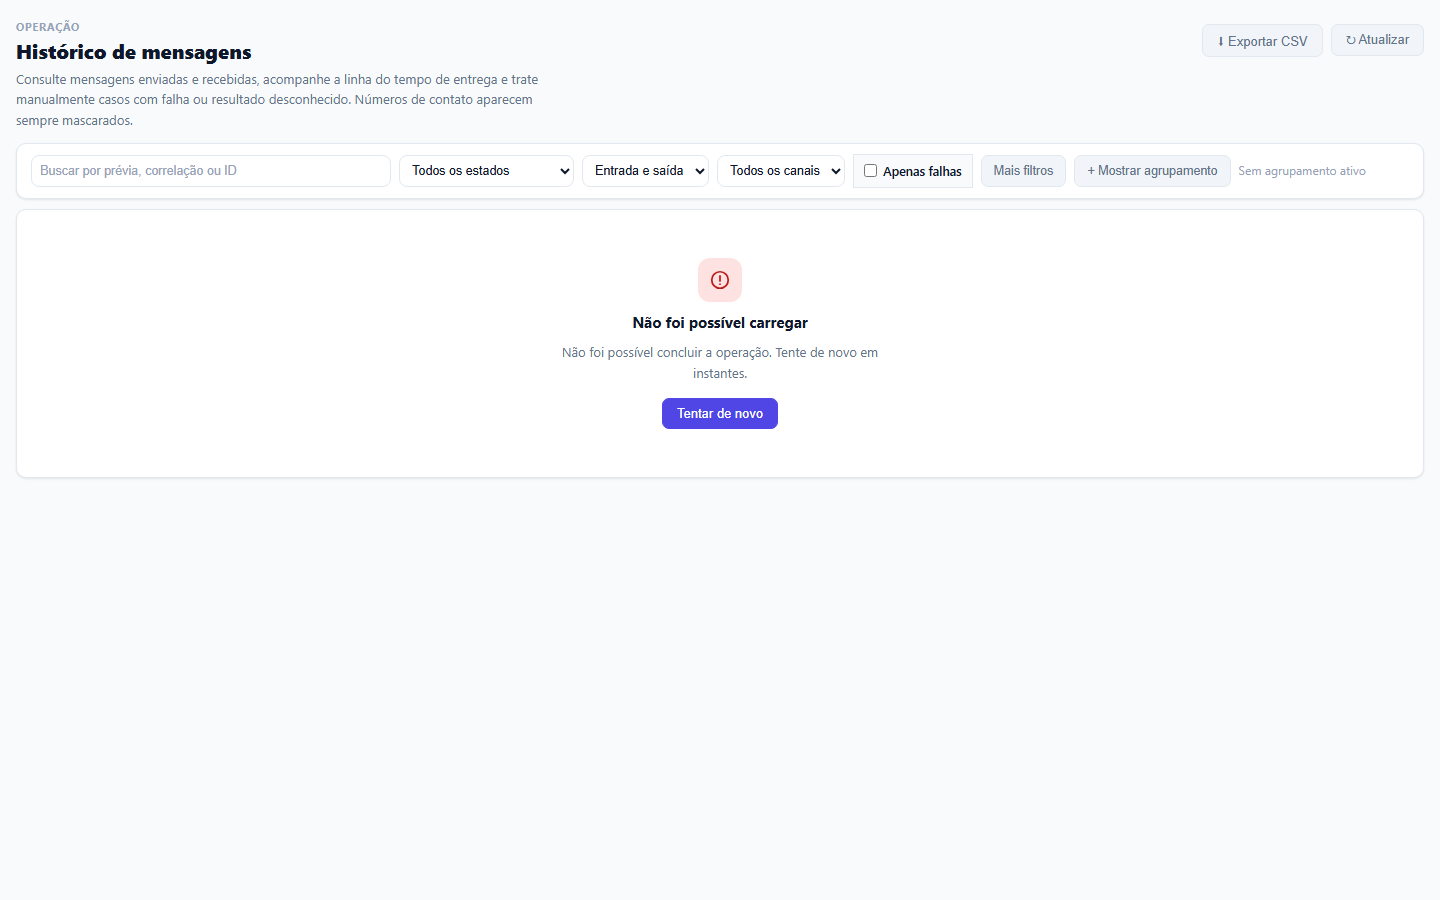 OPERAÇÃO
Histórico de mensagens
Consulte mensagens enviadas e recebidas, acompanhe a linha do tempo de entrega e trate
manualmente casos com falha ou resultado desconhecido. Números de contato aparecem
sempre mascarados.
⬇ Exportar CSV
↻ Atualizar
Buscar por prévia, correlação ou ID
Todos os estados
Entrada e saída
Todos os canais
Apenas falhas
Mais filtros
+ Mostrar agrupamento
Sem agrupamento ativo
Não foi possível carregar
Não foi possível concluir a operação. Tente de novo em
instantes.
Tentar de novo